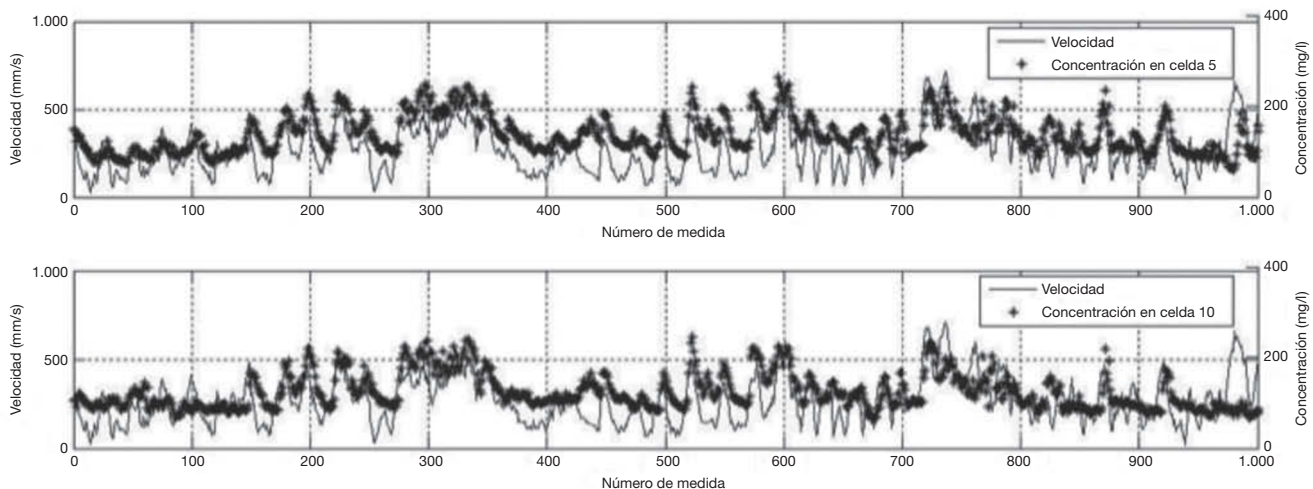 1.000
500
0
Velocidad (mm/s)
400
200
0
Concentración (mg/l)
Velocidad
Concentración en celda 5
0 100 200 300 400 500 600 700 800 900 1.000
Número de medida
1.000
500
0
Velocidad (mm/s)
400
200
0
Concentración (mg/l)
Velocidad
Concentración en celda 10
0 100 200 300 400 500 600 700 800 900 1.000
Número de medida